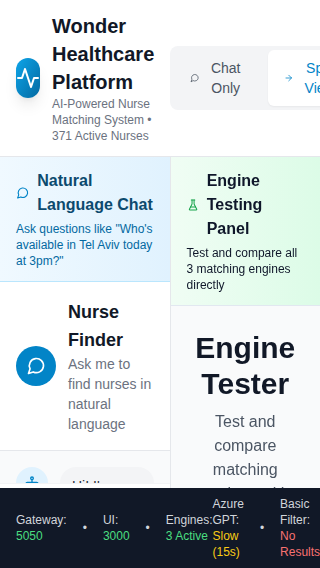 Wonder
Healthcare
Platform
AI-Powered Nurse
Matching System •
371 Active Nurses
Chat
Only
Natural
Language Chat
Ask questions like "Who's
available in Tel Aviv today
at 3pm?"
Engine
Testing
Panel
Test and compare all
3 matching engines
directly
Nurse
Finder
Ask me to
find nurses in
natural
language
Engine
Tester
Test and
compare
matching
Gateway:
5050
•
UI:
3000
•
Engines:
3 Active
Azure
GPT:
Slow
(15s)
•
Basic
Filter:
No
Results